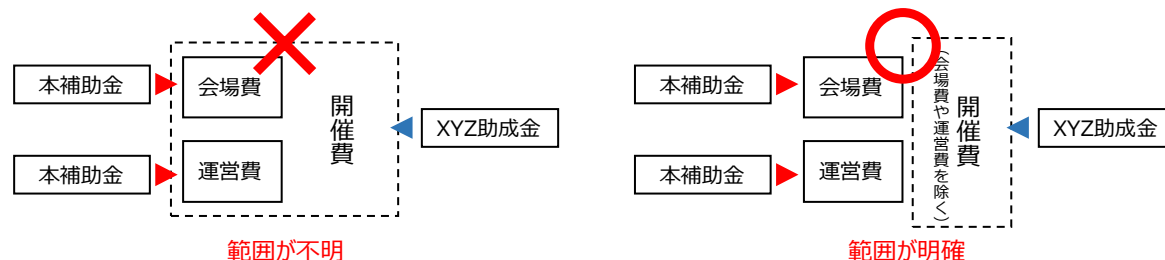 本補助金
会場費
本補助金
運営費
開催費
XYZ助成金
範囲が不明
本補助金
会場費
本補助金
運営費
開催費
（会場費や運営費を除く）
XYZ助成金
範囲が明確